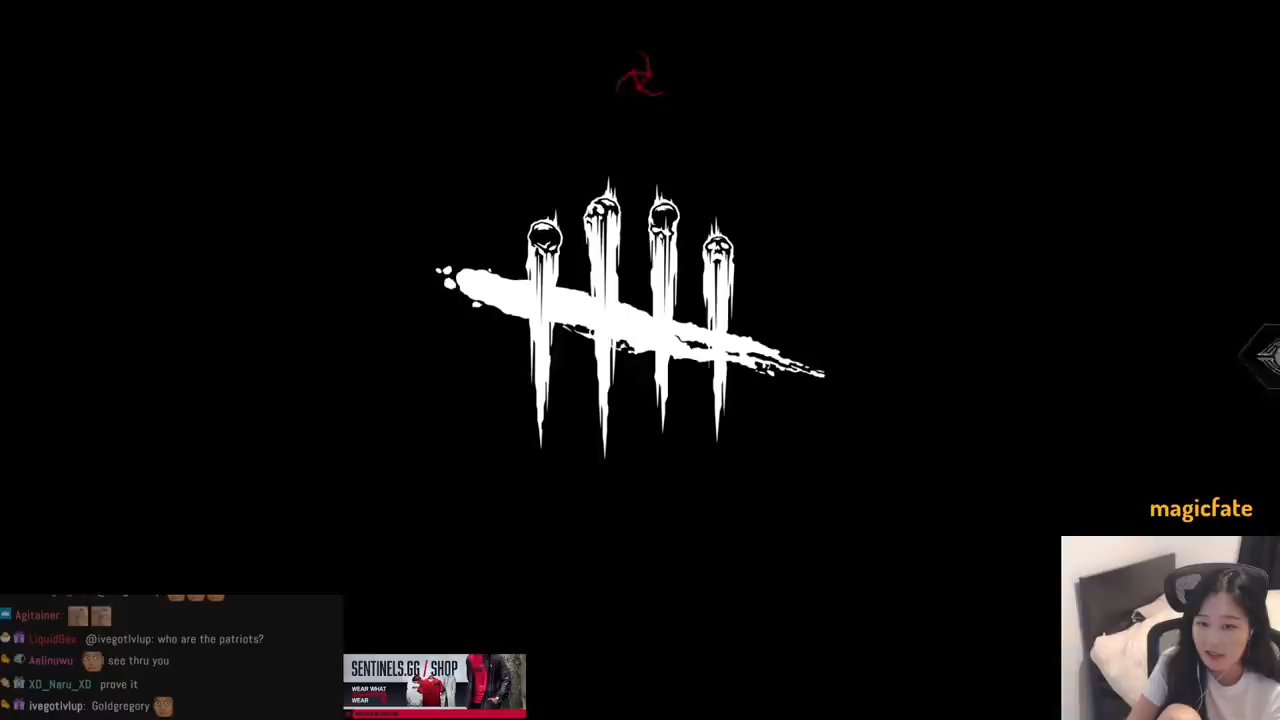 magicfate
Agitainer:
LiquidGex @ivegotlvlup: who are the patriots?
Aelinuwu I see thru you
XD_Naru_XD prove it
ivegotlvlup: Goldgregory
SENTINELS.GG / SHOP
WEAR WHAT
WEAR